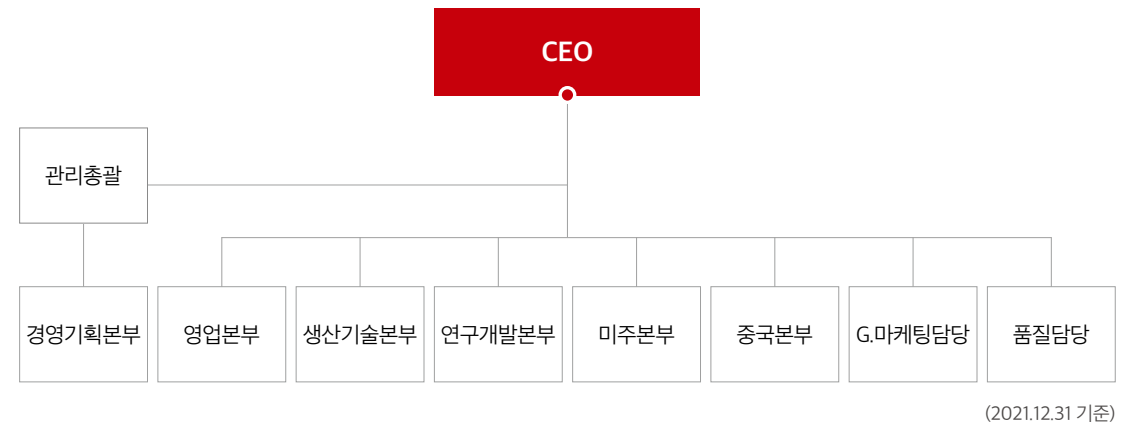 CEO
관리총괄
경영기획본부
영업본부
생산기술본부
연구개발본부
미주본부
중국본부
G.마케팅담당
품질담당
(2021.12.31 기준)